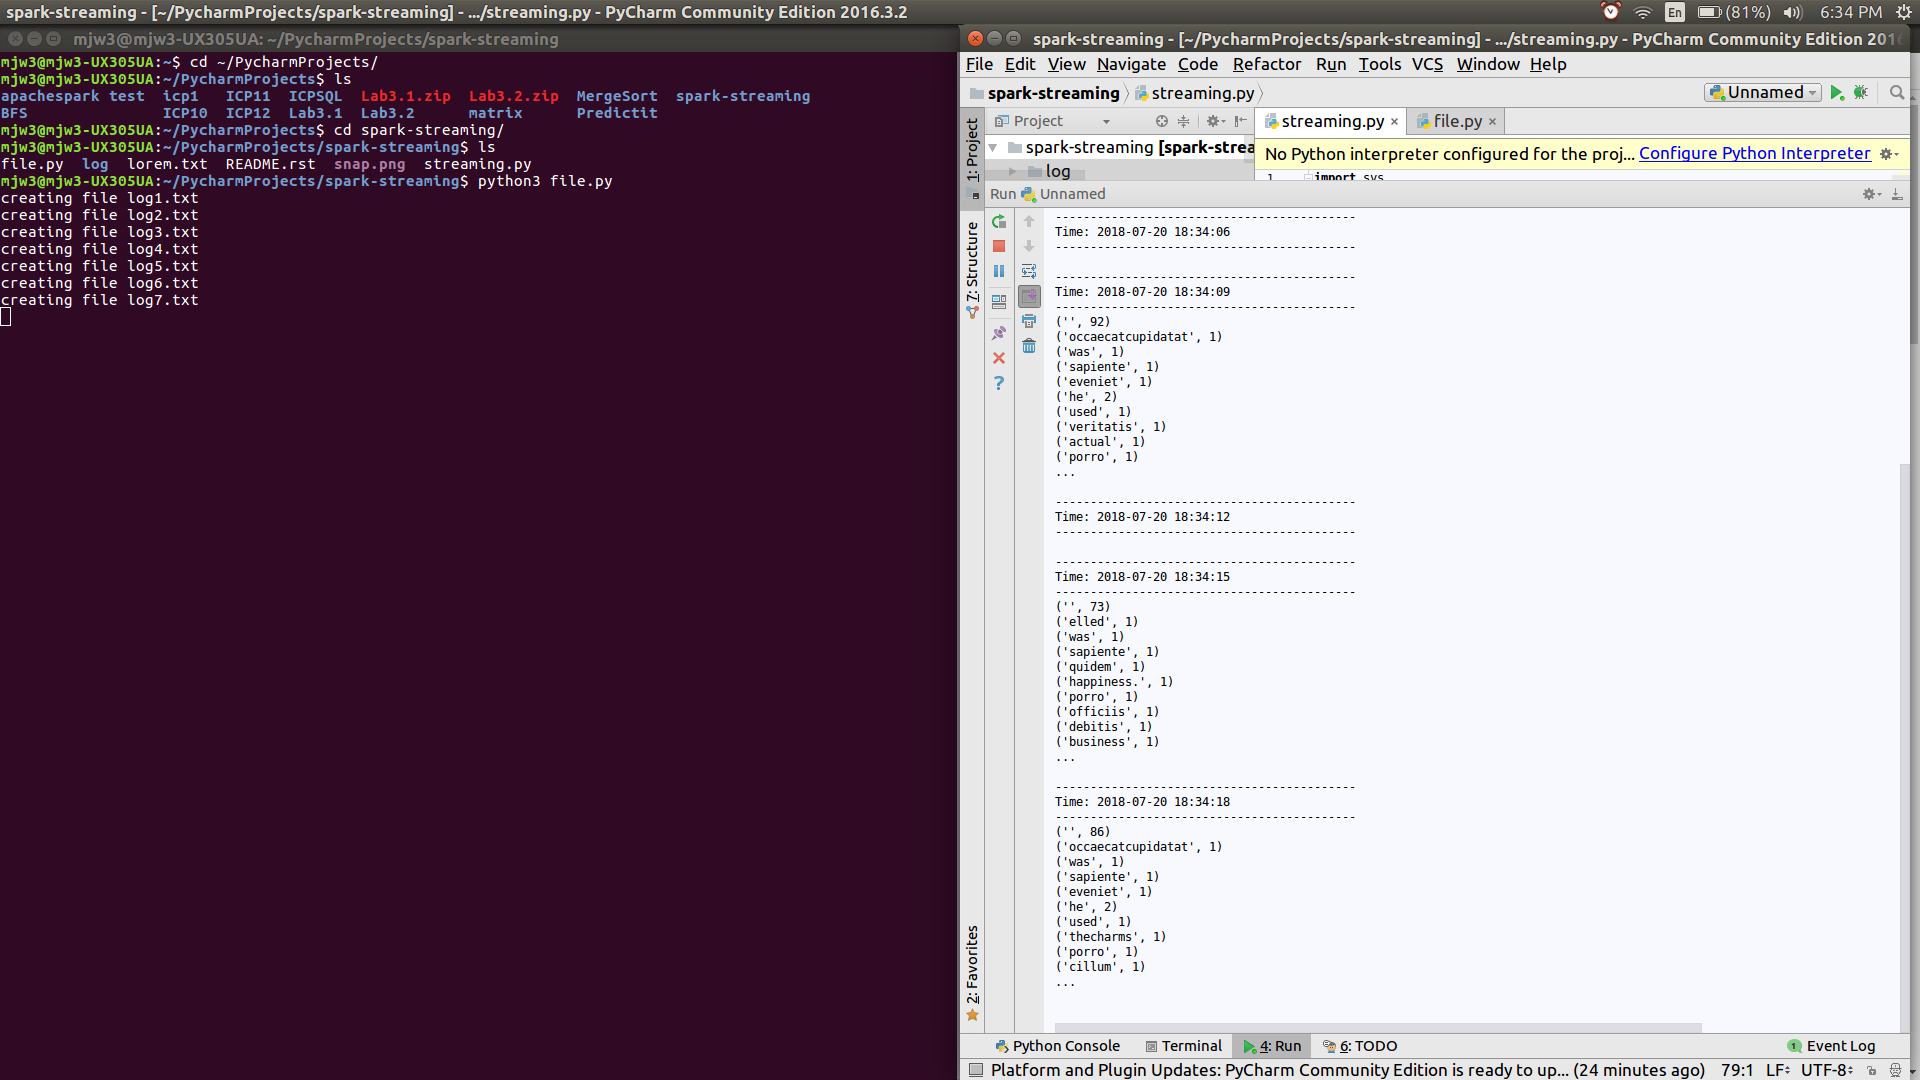 spark-streaming - [~/PycharmProjects/spark-streaming] - .../streaming.py - PyCharm Community Edition 2016.3.2
En (81%) 6:34 PM
mjw3@mjw3-UX305UA: ~/PycharmProjects/spark-streaming
mjw3@mjw3-UX305UA:~$ cd ~/PycharmProjects/
mjw3@mjw3-UX305UA:~/PycharmProjects$ ls
apachespark test  icp1   ICP11  ICPSQL  Lab3.1.zip  Lab3.2.zip  MergeSort  spark-streaming
BFS               ICP10  ICP12  Lab3.1  Lab3.2      matrix      Predictit
mjw3@mjw3-UX305UA:~/PycharmProjects$ cd spark-streaming/
mjw3@mjw3-UX305UA:~/PycharmProjects/spark-streaming$ ls
file.py  log  lorem.txt  README.rst  snap.png  streaming.py
mjw3@mjw3-UX305UA:~/PycharmProjects/spark-streaming$ python3 file.py
creating file log1.txt
creating file log2.txt
creating file log3.txt
creating file log4.txt
creating file log5.txt
creating file log6.txt
creating file log7.txt
spark-streaming - [~/PycharmProjects/spark-streaming] - .../streaming.py - PyCharm Community Edition 201
File Edit View Navigate Code Refactor Run Tools VCS Window Help
spark-streaming streaming.py Unnamed
1: Project
7: Structure
2: Favorites
Project streaming.py file.py
spark-streaming [spark-strea
log
No Python interpreter configured for the proj... Configure Python Interpreter
1 import sys
Run Unnamed
-------------------------------------------
Time: 2018-07-20 18:34:06
-------------------------------------------
-------------------------------------------
Time: 2018-07-20 18:34:09
-------------------------------------------
('', 92)
('occaecatcupidatat', 1)
('was', 1)
('sapiente', 1)
('eveniet', 1)
('he', 2)
('used', 1)
('veritatis', 1)
('actual', 1)
('porro', 1)
...
-------------------------------------------
Time: 2018-07-20 18:34:12
-------------------------------------------
-------------------------------------------
Time: 2018-07-20 18:34:15
-------------------------------------------
('', 73)
('elled', 1)
('was', 1)
('sapiente', 1)
('quidem', 1)
('happiness.', 1)
('porro', 1)
('officiis', 1)
('debitis', 1)
('business', 1)
...
-------------------------------------------
Time: 2018-07-20 18:34:18
-------------------------------------------
('', 86)
('occaecatcupidatat', 1)
('was', 1)
('sapiente', 1)
('eveniet', 1)
('he', 2)
('used', 1)
('thecharms', 1)
('porro', 1)
('cillum', 1)
...
Python Console Terminal 4: Run 6: TODO 1 Event Log
Platform and Plugin Updates: PyCharm Community Edition is ready to up... (24 minutes ago) 79:1 LF UTF-8